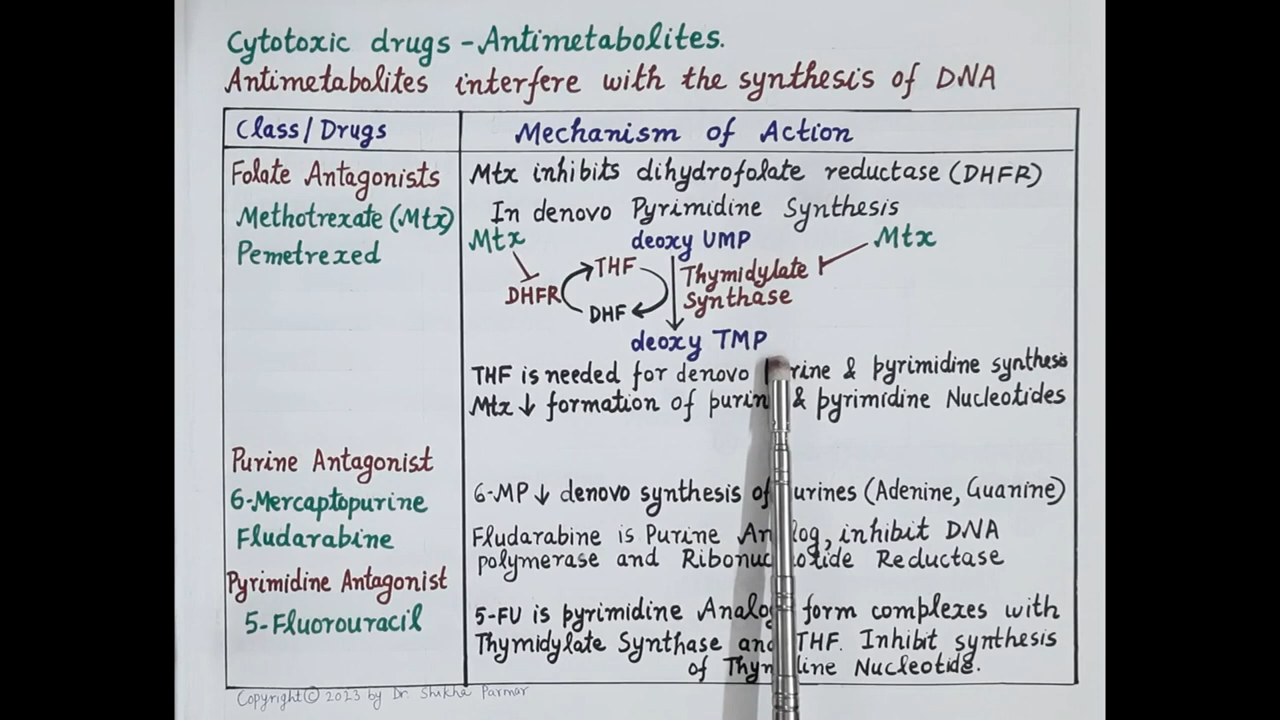 Cytotoxic drugs - Antimetabolites.
Antimetabolites interfere with the synthesis of DNA
Class/Drugs
Mechanism of Action
Folate Antagonists
Methotrexate (Mtx)
Pemetrexed
Mtx inhibits dihydrofolate reductase (DHFR)
In denovo Pyrimidine Synthesis
Mtx
deoxy UMP
Mtx
THF
Thymidylate
DHFR
Synthase
DHF
deoxy TMP
THF is needed for denovo & pyrimidine synthesis
Mtx ↓ formation of & pyrimidine Nucleotides
Purine Antagonist
6-Mercaptopurine
6-MP ↓ denovo synthesis (Adenine, Guanine)
Fludarabine
Fludarabine is Purine inhibit DNA
polymerase and Reductase
Pyrimidine Antagonist
5-Fluorouracil
5-FU is pyrimidine form complexes with
Thymidylate Synthase THF. Inhibit synthesis
of Nucleotide.
Copyright © 2023 by Dr. Shikha Parmar